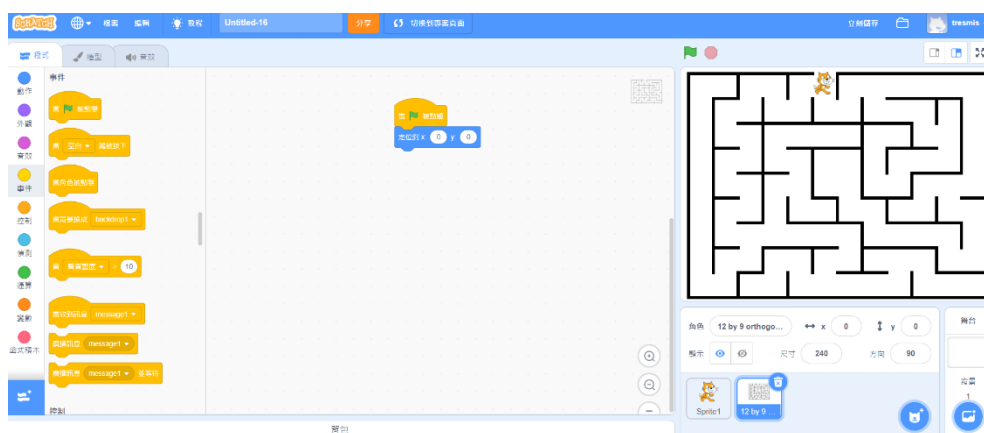 SCRATCH 檔案 編輯 教程 Untitled-16 分享 切換到專案頁面 立刻儲存 tresmis
程式 造型 音效
動作
外觀
音效
事件
控制
偵測
運算
變數
函式積木
事件
當 被點擊
當 空白 鍵被按下
當角色被點擊
當背景換成 backdrop1
當 聲音響度 > 10
當收到訊息 message1
廣播訊息 message1
廣播訊息 message1 並等待
控制
當 被點擊
定位到 x 0 y 0
背包
角色 12 by 9 orthogo... x 0 y 0
顯示 尺寸 240 方向 90
Sprite1
12 by 9 ...
舞台
背景
1